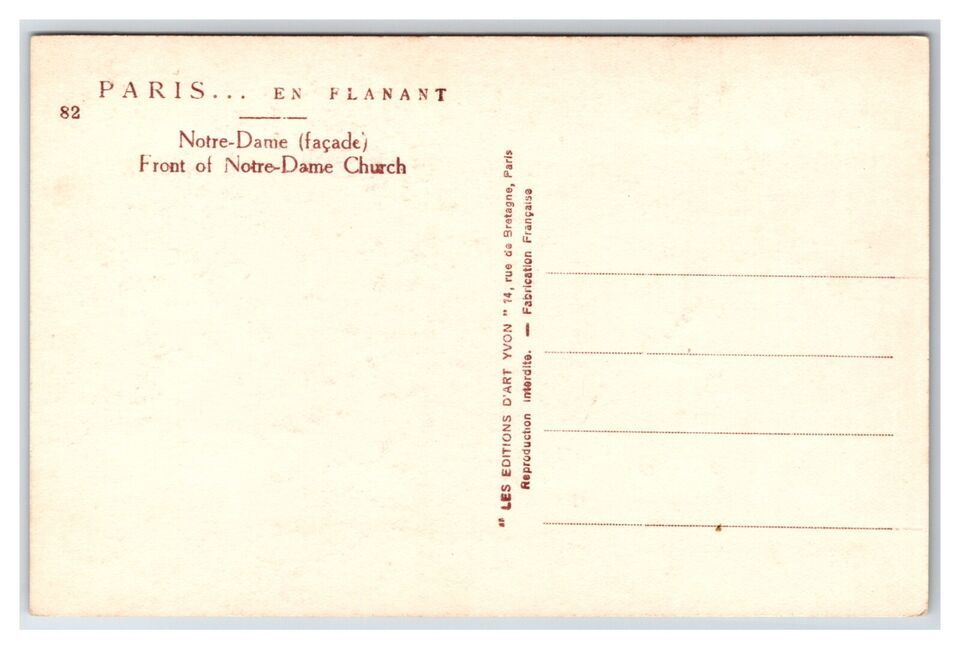 PARIS... EN FLANANT
82
Notre-Dame (façade)
Front of Notre-Dame Church
"LES EDITIONS D'ART YVON" 14, rue de Bretagne, Paris
Reproduction interdite. — Fabrication Française